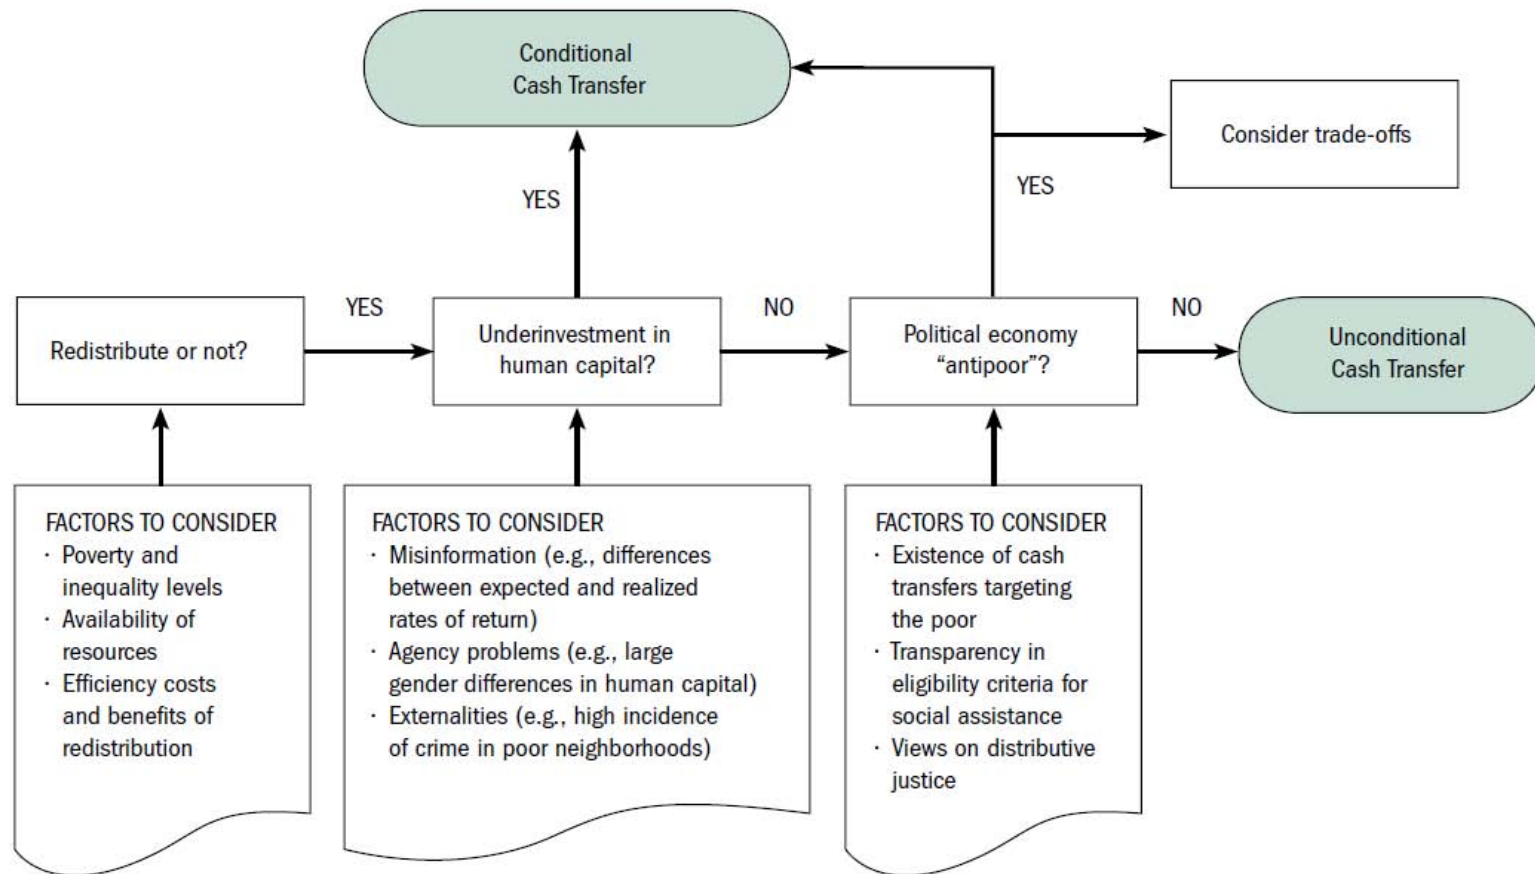 Conditional
Cash Transfer
Consider trade-offs
YES
YES
Redistribute or not?
YES
Underinvestment in
human capital?
NO
Political economy
“antipoor”?
NO
Unconditional
Cash Transfer
FACTORS TO CONSIDER
· Poverty and
inequality levels
· Availability of
resources
· Efficiency costs
and benefits of
redistribution
FACTORS TO CONSIDER
· Misinformation (e.g., differences
between expected and realized
rates of return)
· Agency problems (e.g., large
gender differences in human capital)
· Externalities (e.g., high incidence
of crime in poor neighborhoods)
FACTORS TO CONSIDER
· Existence of cash
transfers targeting
the poor
· Transparency in
eligibility criteria for
social assistance
· Views on distributive
justice